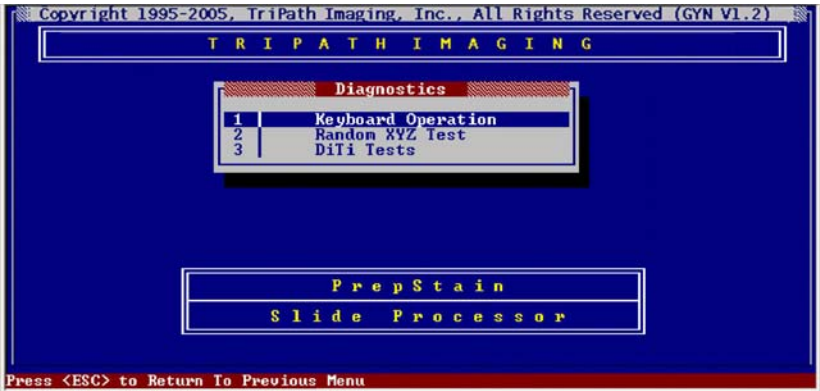 Copyright 1995-2005, TriPath Imaging, Inc., All Rights Reserved (GYN V1.2)
T R I P A T H I M A G I N G
Diagnostics
1 Keyboard Operation
2 Random XYZ Test
3 DiTi Tests
P r e p S t a i n
S l i d e P r o c e s s o r
Press <ESC> to Return To Previous Menu